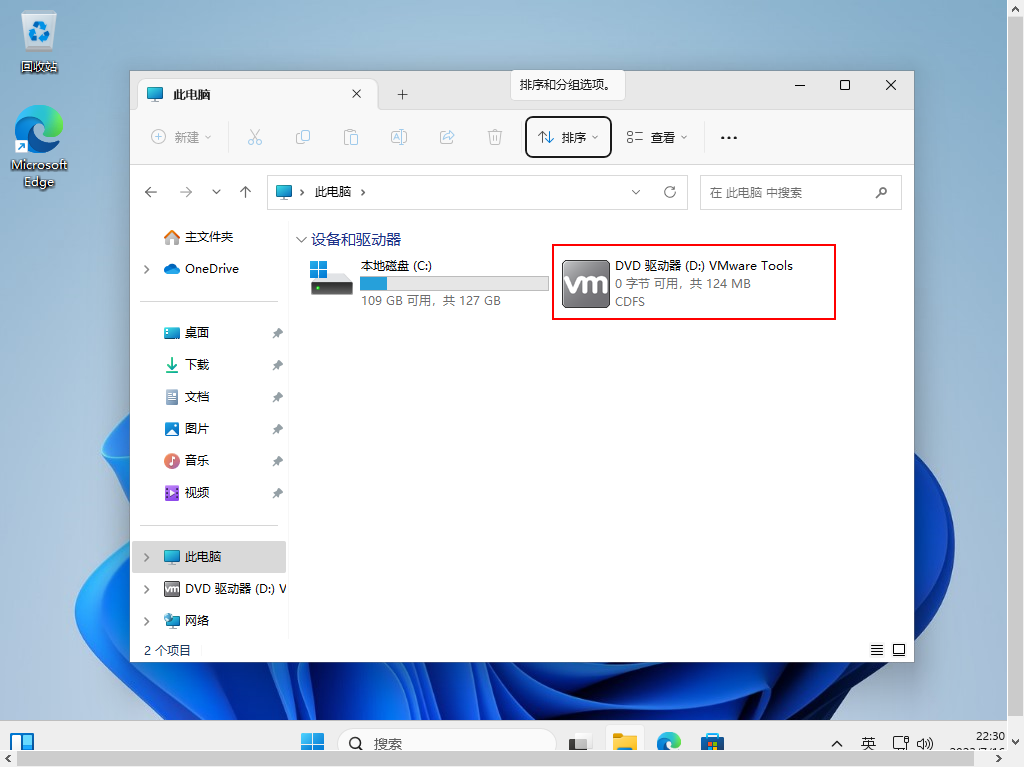 回收站
Microsoft
Edge
此电脑
排序和分组选项。
新建
排序
查看
此电脑
在 此电脑 中搜索
主文件夹
OneDrive
桌面
下载
文档
图片
音乐
视频
此电脑
DVD 驱动器 (D:) V
网络
设备和驱动器
本地磁盘 (C:)
109 GB 可用，共 127 GB
vm
DVD 驱动器 (D:) VMware Tools
0 字节 可用，共 124 MB
CDFS
2 个项目
搜索
英
22:30